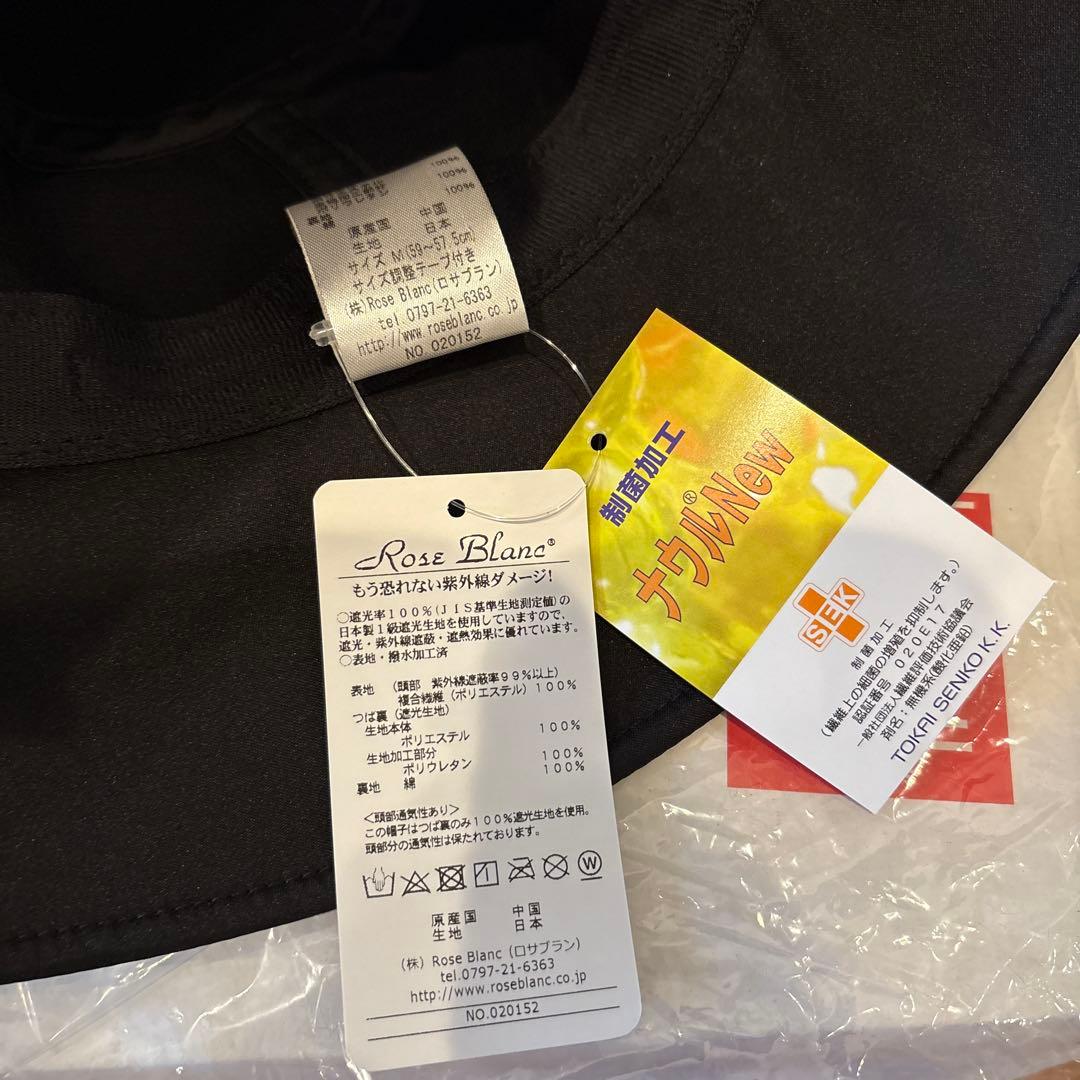 100%
100%
100%
裏地
綿
原産国 中国
生地 日本
サイズ M(59～57.5cm)
サイズ調整テープ付き
(株)Rose Blanc(ロサブラン)
tel.0797-21-6363
http://www.roseblanc.co.jp
NO.020152
Rose Blanc®
もう恐れない紫外線ダメージ!
○遮光率100%(JIS基準生地測定値)の
日本製1級遮光生地を使用していますので、
遮光・紫外線遮蔽・遮熱効果に優れています。
○表地・撥水加工済
表地 (頭部 紫外線遮蔽率99%以上)
複合繊維(ポリエステル)100%
つば裏(遮光生地)
生地本体 100%
ポリエステル
生地加工部分 100%
ポリウレタン 100%
裏地 綿
<頭部通気性あり>
この帽子はつば裏のみ100%遮光生地を使用。
頭部分の通気性は保たれております。
W
原産国 中国
生地 日本
(株) Rose Blanc (ロサブラン)
tel.0797-21-6363
http://www.roseblanc.co.jp
NO.020152
制菌加工
ナウル®New
SEK
制菌加工
(繊維上の細菌の増殖を抑制します。)
認証番号 020E17
一般社団法人繊維評価技術協議会
剤名:無機系(酸化亜鉛)
TOKAI SENKO K.K.